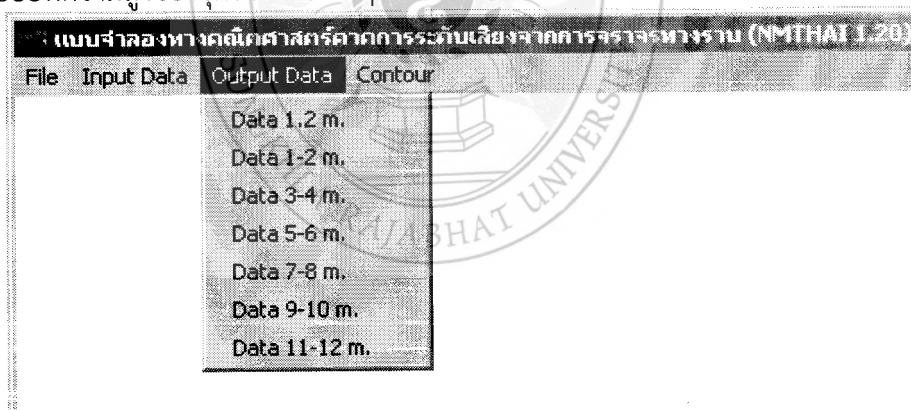 แบบจำลองทางคณิตศาสตร์คาดการระดับเสียงจากการจราจรทางราบ (NMTHAI 1.20)
File Input Data Output Data Contour
Data 1.2 m.
Data 1-2 m.
Data 3-4 m.
Data 5-6 m.
Data 7-8 m.
Data 9-10 m.
Data 11-12 m.
RAJABHAT UNIVERS